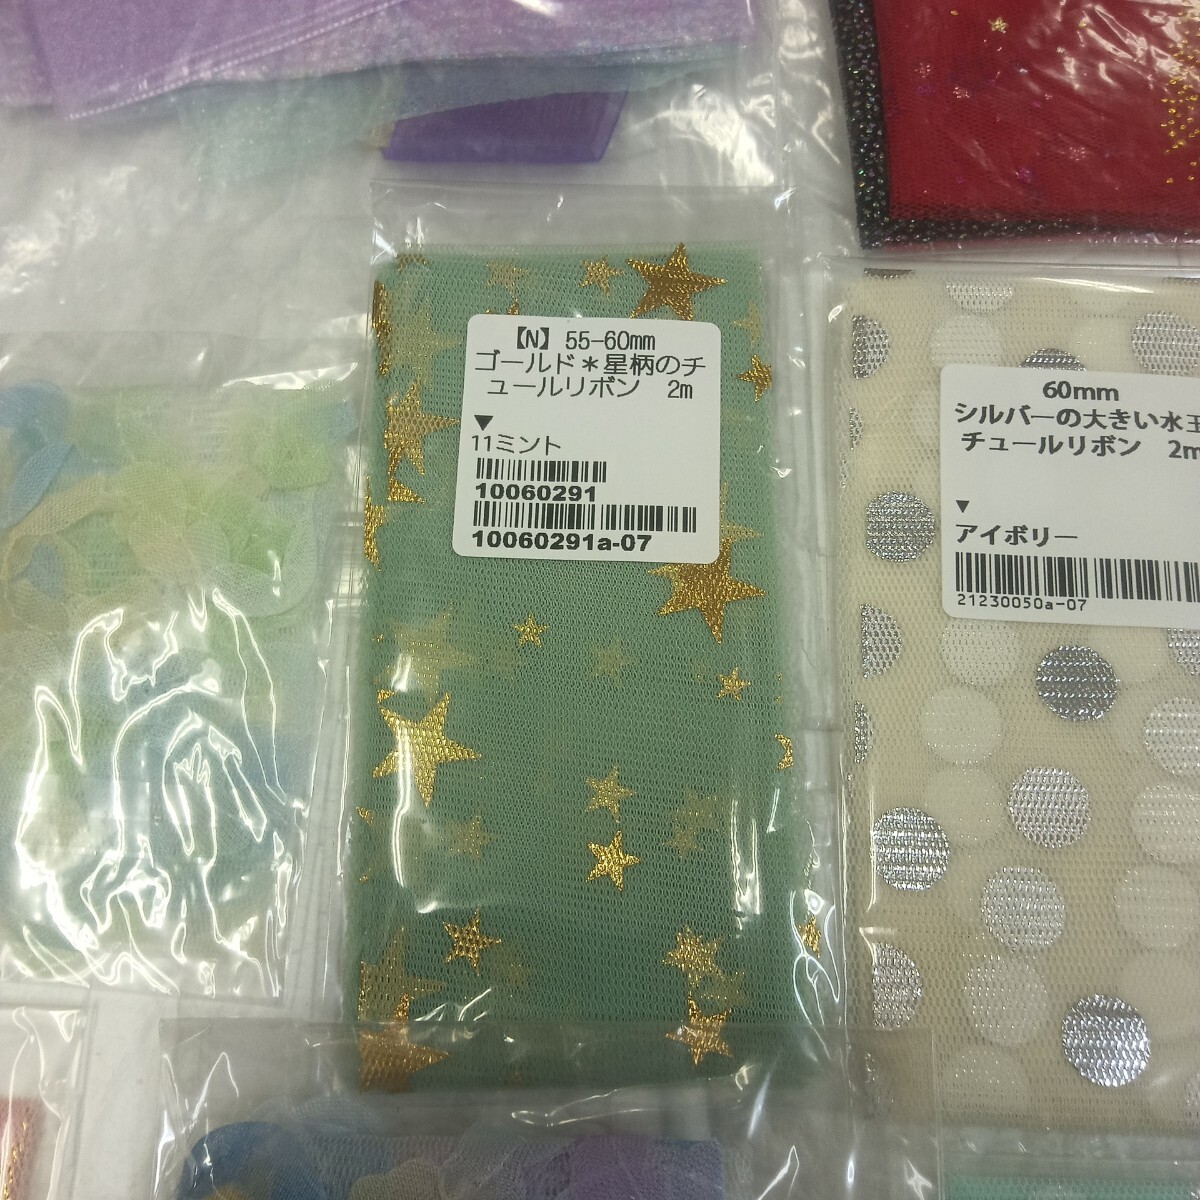 【N】 55-60mm
ゴールド*星柄のチ
ュールリボン 2m
▼
11ミント
10060291
10060291a-07
60mm
シルバーの大きい水玉
チュールリボン 2m
▼
アイボリー
21230050a-07